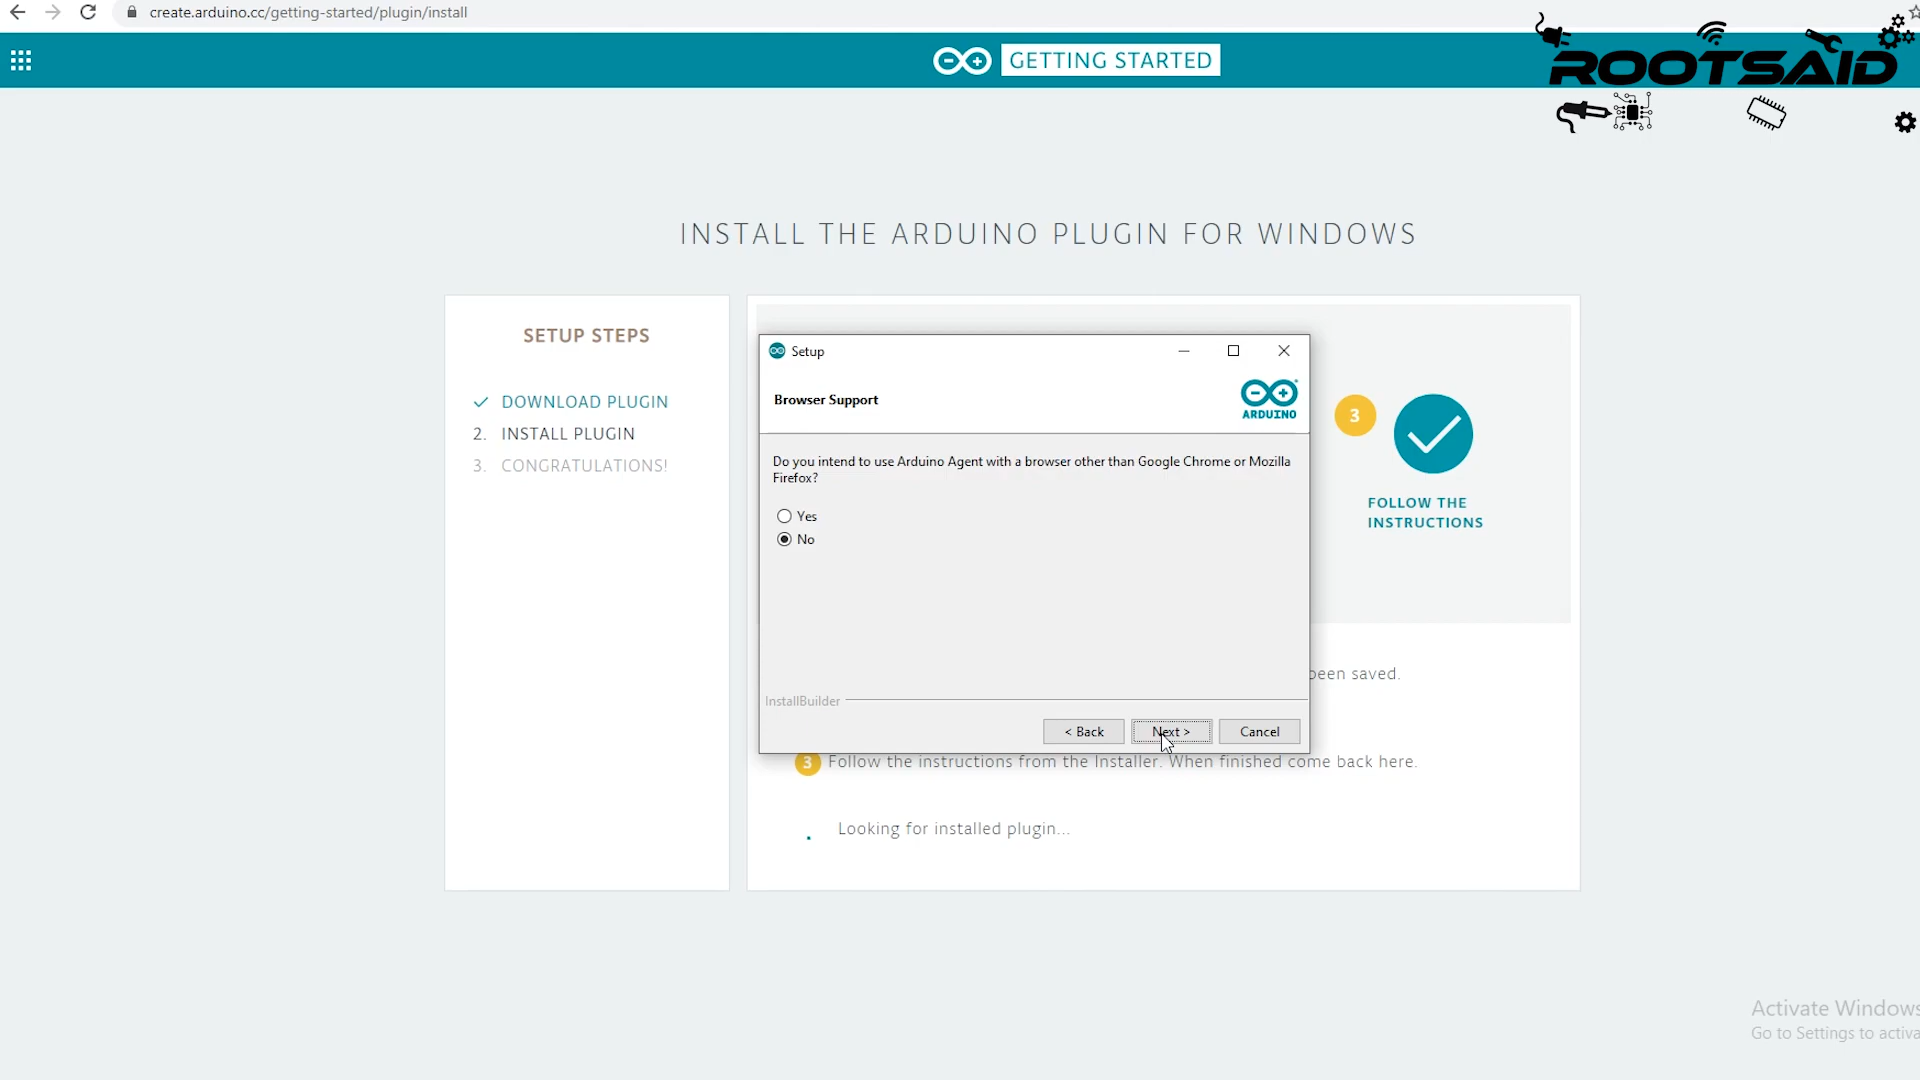 create.arduino.cc/getting-started/plugin/install
GETTING STARTED
ROOTSAID
INSTALL THE ARDUINO PLUGIN FOR WINDOWS
SETUP STEPS
DOWNLOAD PLUGIN
2. INSTALL PLUGIN
3. CONGRATULATIONS!
Setup
Browser Support
ARDUINO
Do you intend to use Arduino Agent with a browser other than Google Chrome or Mozilla
Firefox?
Yes
No
InstallBuilder
< Back
Next >
Cancel
3
FOLLOW THE
INSTRUCTIONS
been saved.
3 Follow the instructions from the Installer. When finished come back here.
Looking for installed plugin...
Activate Windows
Go to Settings to activa